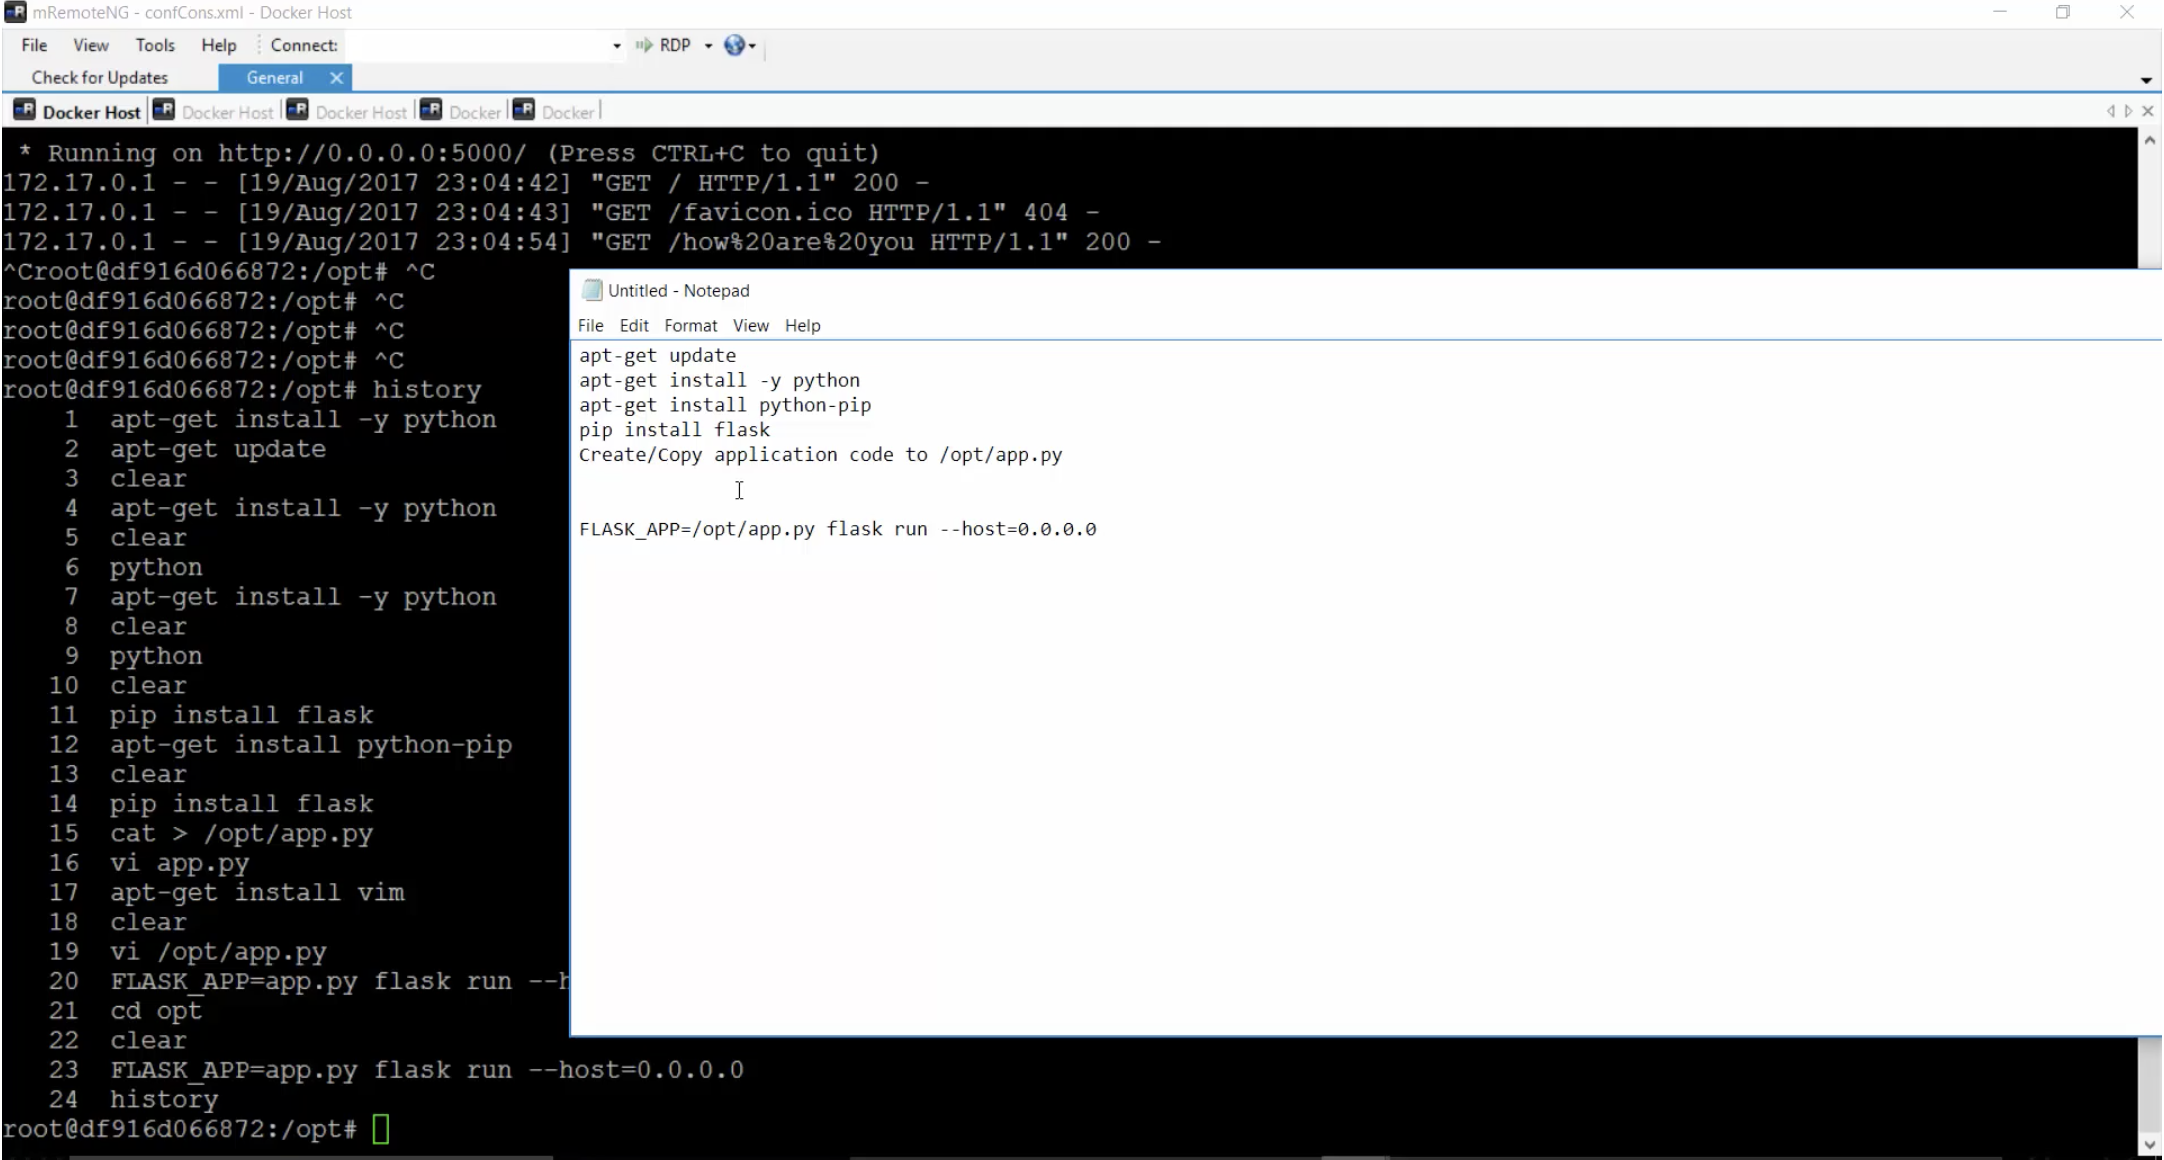 mRemoteNG - confCons.xml - Docker Host
File View Tools Help Connect: RDP
Check for Updates General
Docker Host Docker Host Docker Host Docker Docker
* Running on http://0.0.0.0:5000/ (Press CTRL+C to quit)
172.17.0.1 - - [19/Aug/2017 23:04:42] "GET / HTTP/1.1" 200 -
172.17.0.1 - - [19/Aug/2017 23:04:43] "GET /favicon.ico HTTP/1.1" 404 -
172.17.0.1 - - [19/Aug/2017 23:04:54] "GET /how%20are%20you HTTP/1.1" 200 -
^Croot@df916d066872:/opt# ^C
root@df916d066872:/opt# ^C
root@df916d066872:/opt# ^C
root@df916d066872:/opt# ^C
root@df916d066872:/opt# history
1 apt-get install -y python
2 apt-get update
3 clear
4 apt-get install -y python
5 clear
6 python
7 apt-get install -y python
8 clear
9 python
10 clear
11 pip install flask
12 apt-get install python-pip
13 clear
14 pip install flask
15 cat > /opt/app.py
16 vi app.py
17 apt-get install vim
18 clear
19 vi /opt/app.py
20 FLASK_APP=app.py flask run --h
21 cd opt
22 clear
23 FLASK_APP=app.py flask run --host=0.0.0.0
24 history
root@df916d066872:/opt#
Untitled - Notepad
File Edit Format View Help
apt-get update
apt-get install -y python
apt-get install python-pip
pip install flask
Create/Copy application code to /opt/app.py
FLASK_APP=/opt/app.py flask run --host=0.0.0.0